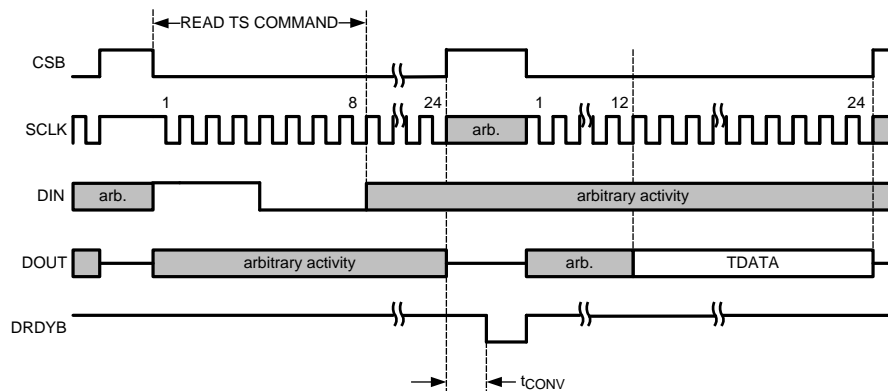 READ TS COMMAND
CSB
1
8
24
1
12
24
SCLK
arb.
DIN
arb.
arbitrary activity
DOUT
arbitrary activity
arb.
TDATA
DRDYB
tCONV